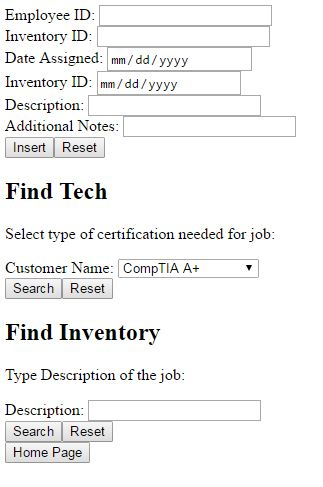 Employee ID:
Inventory ID:
Date Assigned: mm/dd/yyyy
Inventory ID: mm/dd/yyyy
Description:
Additional Notes:
Insert Reset
Find Tech
Select type of certification needed for job:
Customer Name: CompTIA A+
Search Reset
Find Inventory
Type Description of the job:
Description:
Search Reset
Home Page